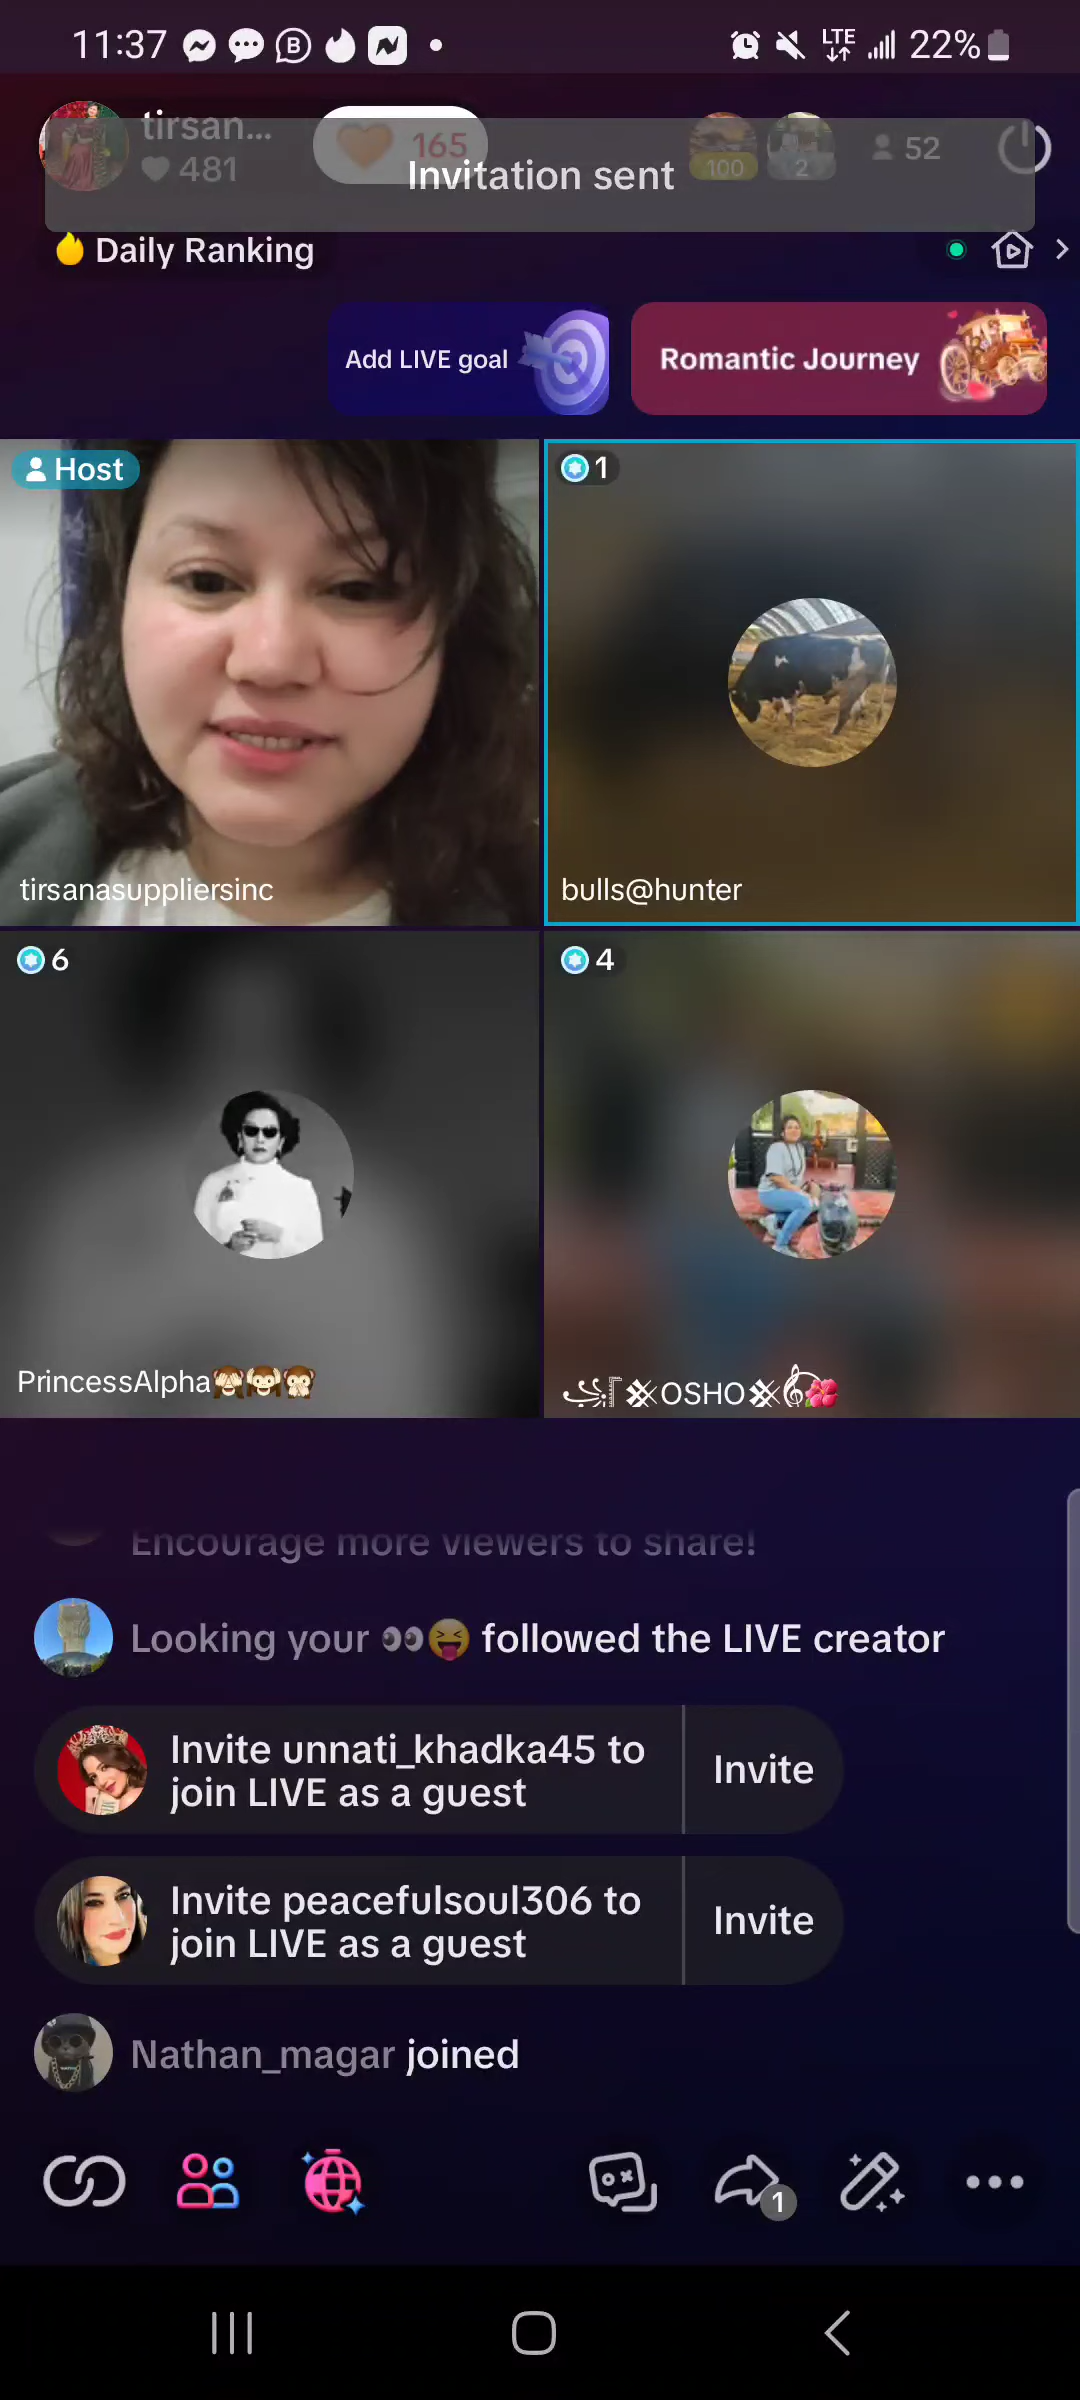 11:37
LTE
22%
tirsan...
481
165
100
2
52
Invitation sent
Daily Ranking
Add LIVE goal
Romantic Journey
Host
1
tirsanasuppliersinc
bulls@hunter
6
4
PrincessAlpha🙈🙉🙊
OSHO
Encourage more viewers to share!
Looking your 👀😝 followed the LIVE creator
Invite unnati_khadka45 to
join LIVE as a guest
Invite
Invite peacefulsoul306 to
join LIVE as a guest
Invite
Nathan_magar joined
1